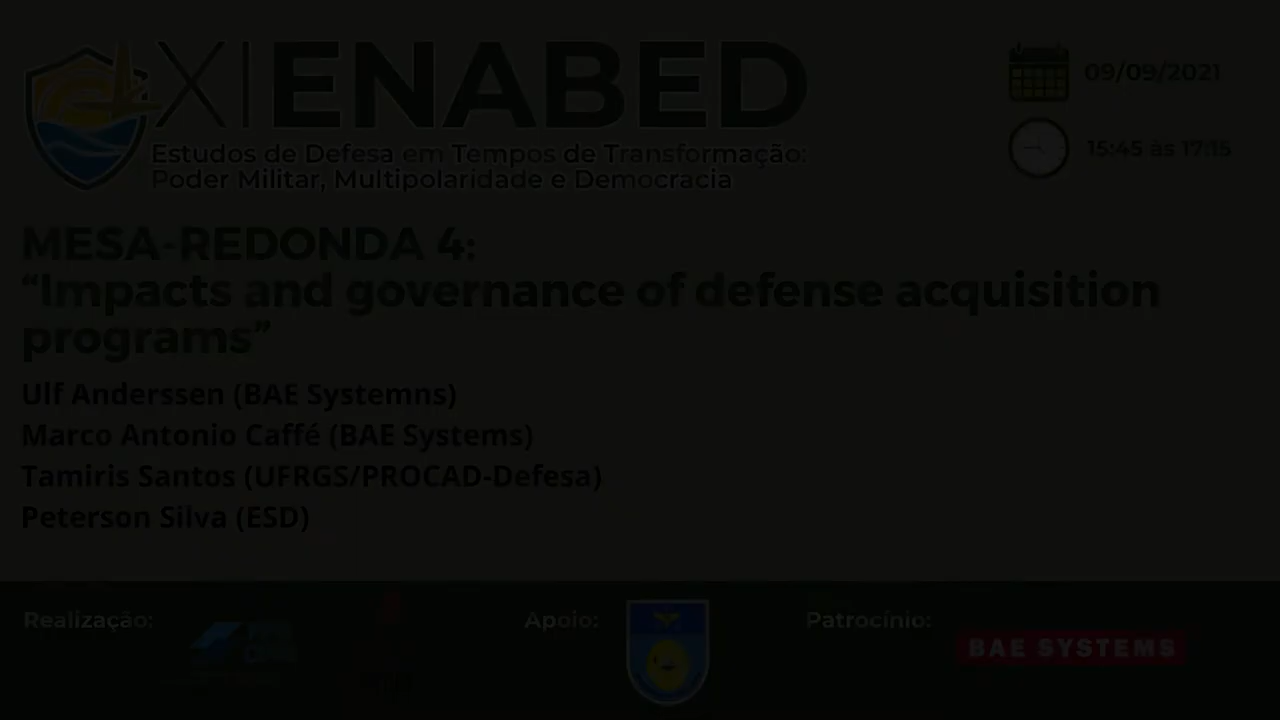 XI ENABED
Estudos de Defesa em Tempos de Transformação:
Poder Militar, Multipolaridade e Democracia
09/09/2021
15:45 às 17:15
MESA-REDONDA 4:
“Impacts and governance of defense acquisition
programs”
Ulf Anderssen (BAE Systemns)
Marco Antonio Caffé (BAE Systems)
Tamiris Santos (UFRGS/PROCAD-Defesa)
Peterson Silva (ESD)
Realização:
Apoio:
Patrocínio:
BAE SYSTEMS